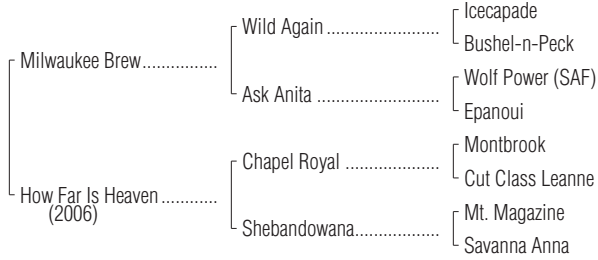 Icecapade
Wild Again ........................
Bushel-n-Peck
Milwaukee Brew...............
Wolf Power (SAF)
Ask Anita ..........................
Epanoui
Montbrook
Chapel Royal ....................
Cut Class Leanne
How Far Is Heaven ...........
(2006)
Mt. Magazine
Shebandowana..................
Savanna Anna